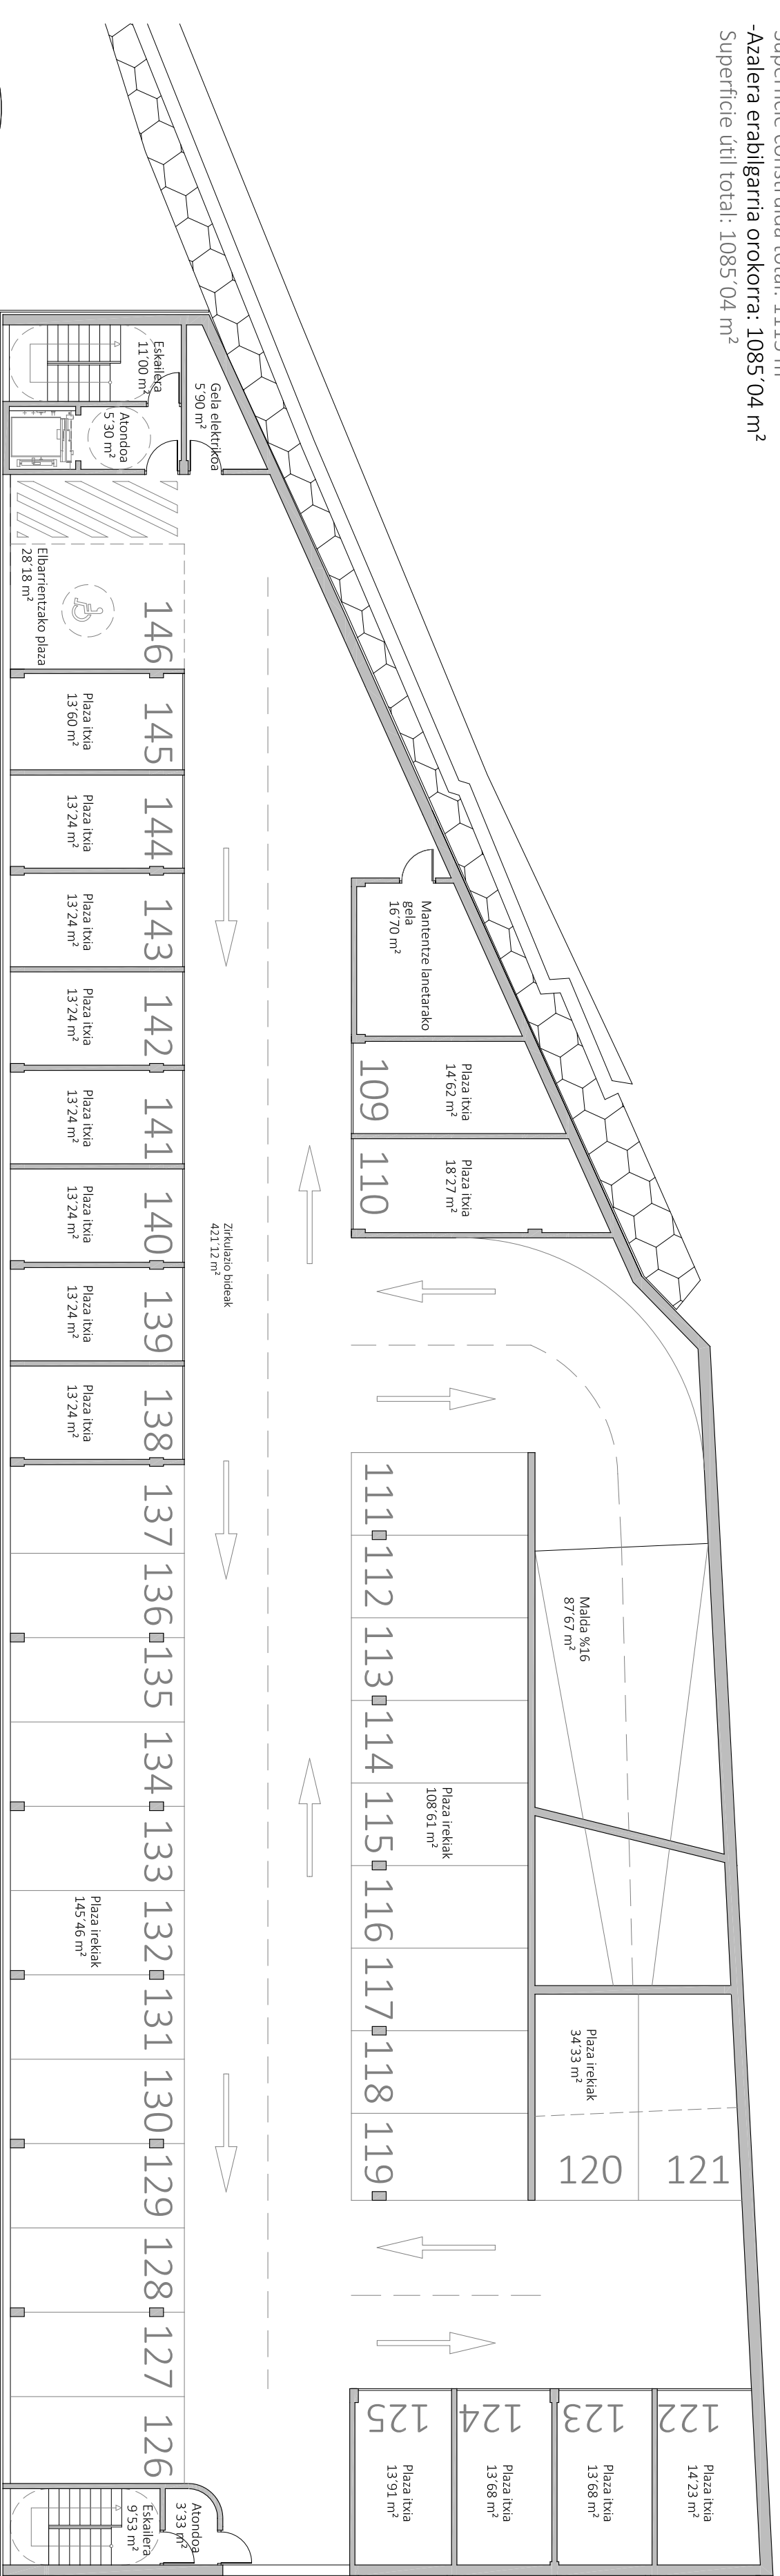 -Azalera erabilgarria orokorra: 1085´04 m²
Superficie útil total: 1085´04 m²
Eskailera
11´00 m²
Gela elektrikoa
5´90 m²
Atondoa
5´30 m²
Elbarrientzako plaza
28´18 m²
146
145
Plaza itxia
13´60 m²
144
Plaza itxia
13´24 m²
143
Plaza itxia
13´24 m²
142
Plaza itxia
13´24 m²
141
Plaza itxia
13´24 m²
140
Plaza itxia
13´24 m²
139
Plaza itxia
13´24 m²
138
Plaza itxia
13´24 m²
Mantentze lanetarako
gela
16´70 m²
109
Plaza itxia
14´62 m²
110
Plaza itxia
18´27 m²
Zirkulazio bideak
421´12 m²
Malda %16
87´67 m²
111
112
113
114
115
116
117
118
119
Plaza irekiak
108´61 m²
137
136
135
134
133
132
131
130
129
128
127
126
Plaza irekiak
145´46 m²
Plaza irekiak
34´33 m²
120
121
122
Plaza itxia
14´23 m²
123
Plaza itxia
13´68 m²
124
Plaza itxia
13´68 m²
125
Plaza itxia
13´91 m²
Atondoa
3´33 m²
Eskailera
9´53 m²